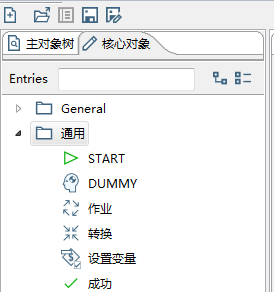 主对象树 核心对象
Entries
General
通用
START
DUMMY
作业
转换
设置变量
成功